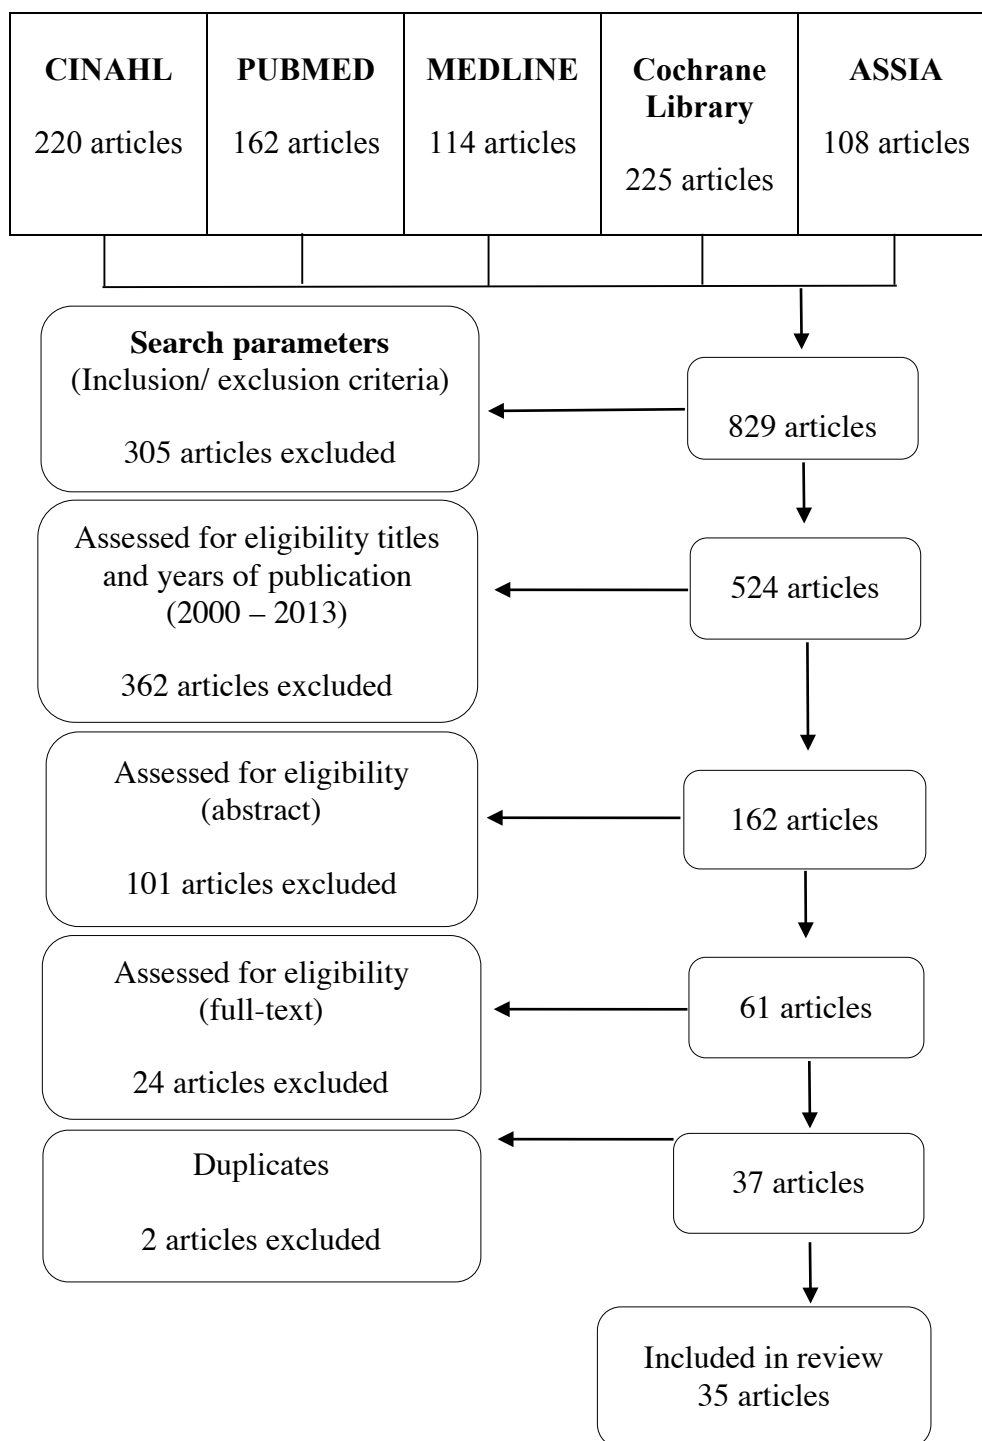 CINAHL
220 articles
PUBMED
162 articles
MEDLINE
114 articles
Cochrane
Library
225 articles
ASSIA
108 articles
Search parameters
(Inclusion/ exclusion criteria)
305 articles excluded
829 articles
Assessed for eligibility titles
and years of publication
(2000 – 2013)
362 articles excluded
524 articles
Assessed for eligibility
(abstract)
101 articles excluded
162 articles
Assessed for eligibility
(full-text)
24 articles excluded
61 articles
Duplicates
2 articles excluded
37 articles
Included in review
35 articles